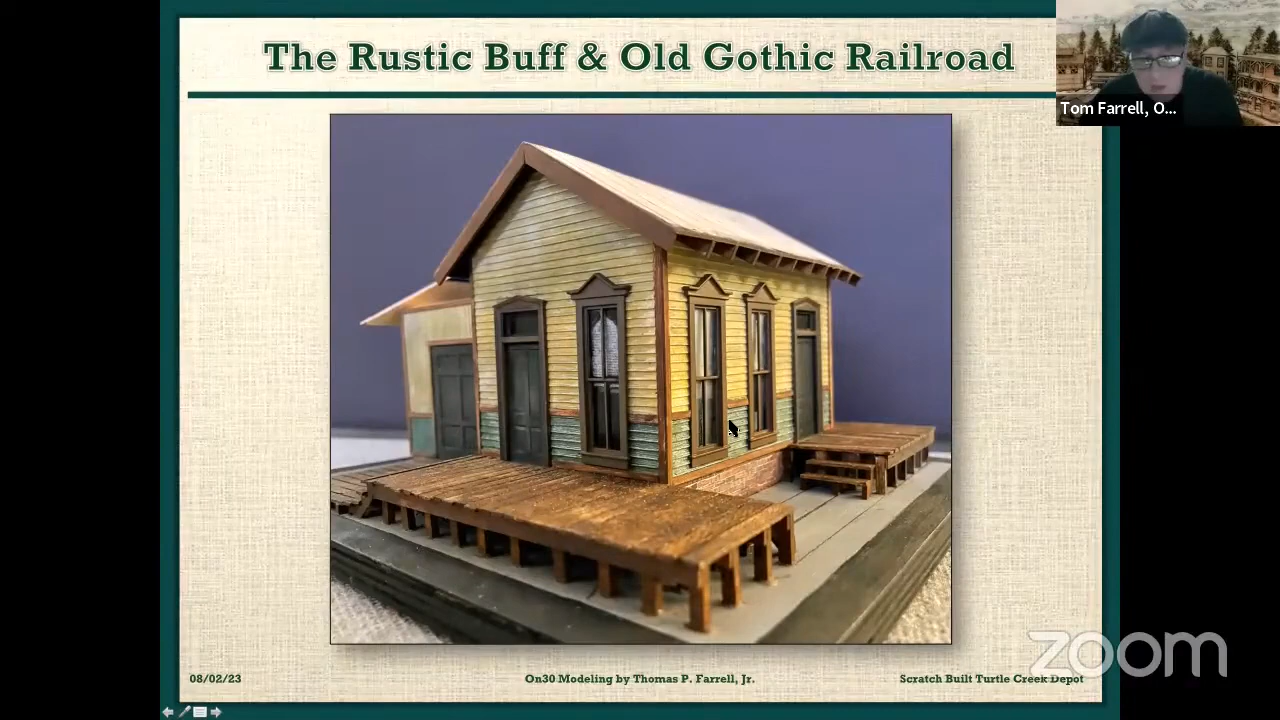 The Rustic Buff & Old Gothic Railroad
Tom Farrell, O...
08/02/23
On30 Modeling by Thomas P. Farrell, Jr.
Scratch Built Turtle Creek Depot
zoom